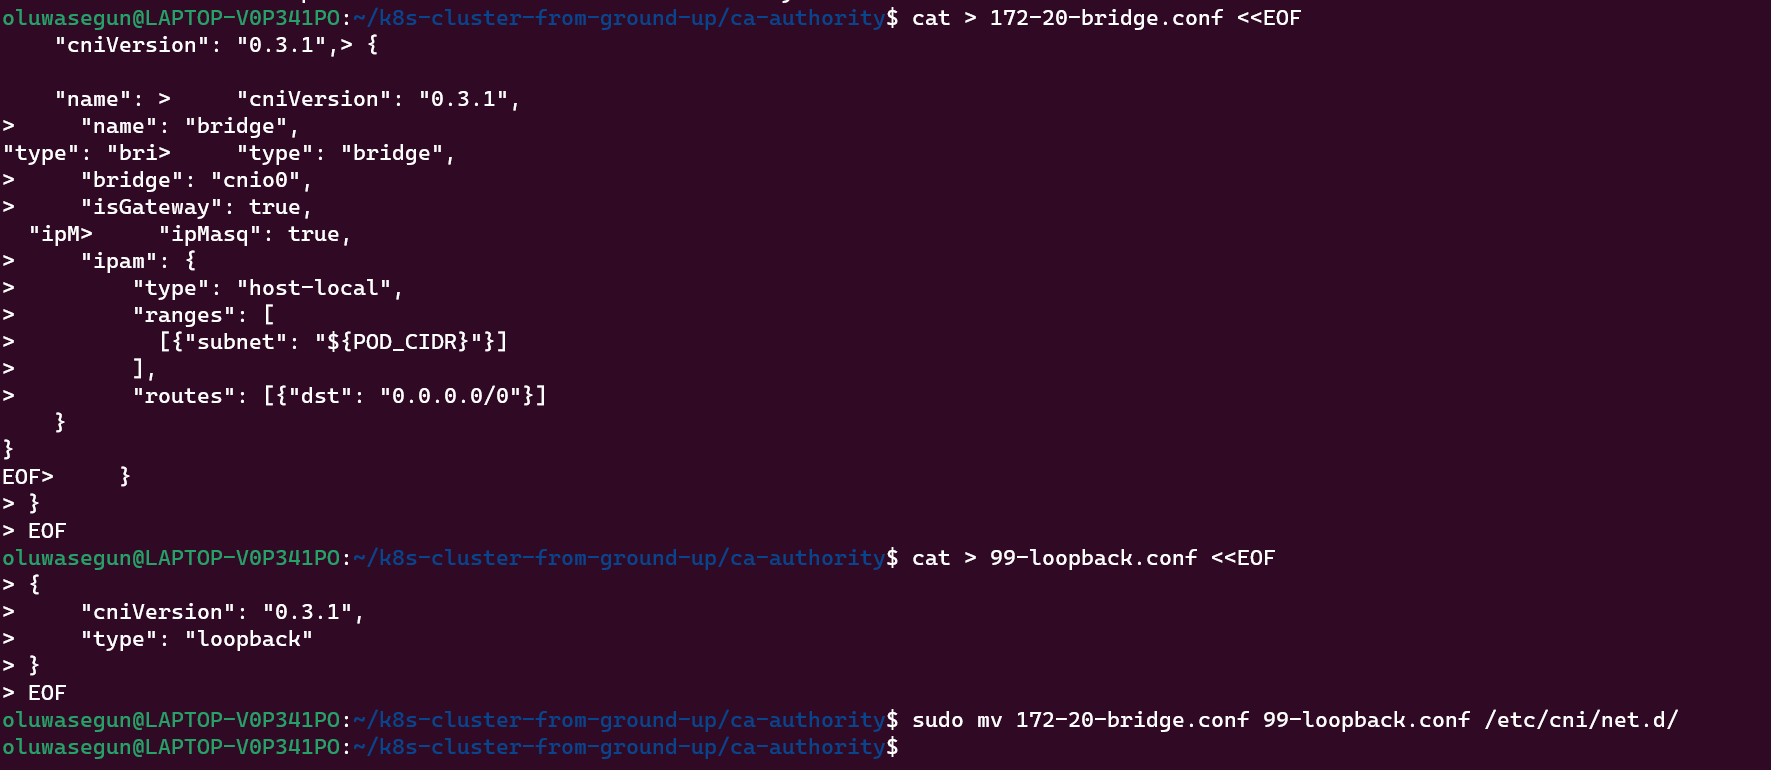 oluwasegun@LAPTOP-V0P341PO:~/k8s-cluster-from-ground-up/ca-authority$ cat > 172-20-bridge.conf <<EOF
    "cniVersion": "0.3.1",> {

    "name": >     "cniVersion": "0.3.1",
>     "name": "bridge",
"type": "bri>     "type": "bridge",
>     "bridge": "cnio0",
>     "isGateway": true,
  "ipM>     "ipMasq": true,
>     "ipam": {
>         "type": "host-local",
>         "ranges": [
>           [{"subnet": "${POD_CIDR}"}]
>         ],
>         "routes": [{"dst": "0.0.0.0/0"}]
    }
}
EOF>     }
> }
> EOF
oluwasegun@LAPTOP-V0P341PO:~/k8s-cluster-from-ground-up/ca-authority$ cat > 99-loopback.conf <<EOF
> {
>     "cniVersion": "0.3.1",
>     "type": "loopback"
> }
> EOF
oluwasegun@LAPTOP-V0P341PO:~/k8s-cluster-from-ground-up/ca-authority$ sudo mv 172-20-bridge.conf 99-loopback.conf /etc/cni/net.d/
oluwasegun@LAPTOP-V0P341PO:~/k8s-cluster-from-ground-up/ca-authority$